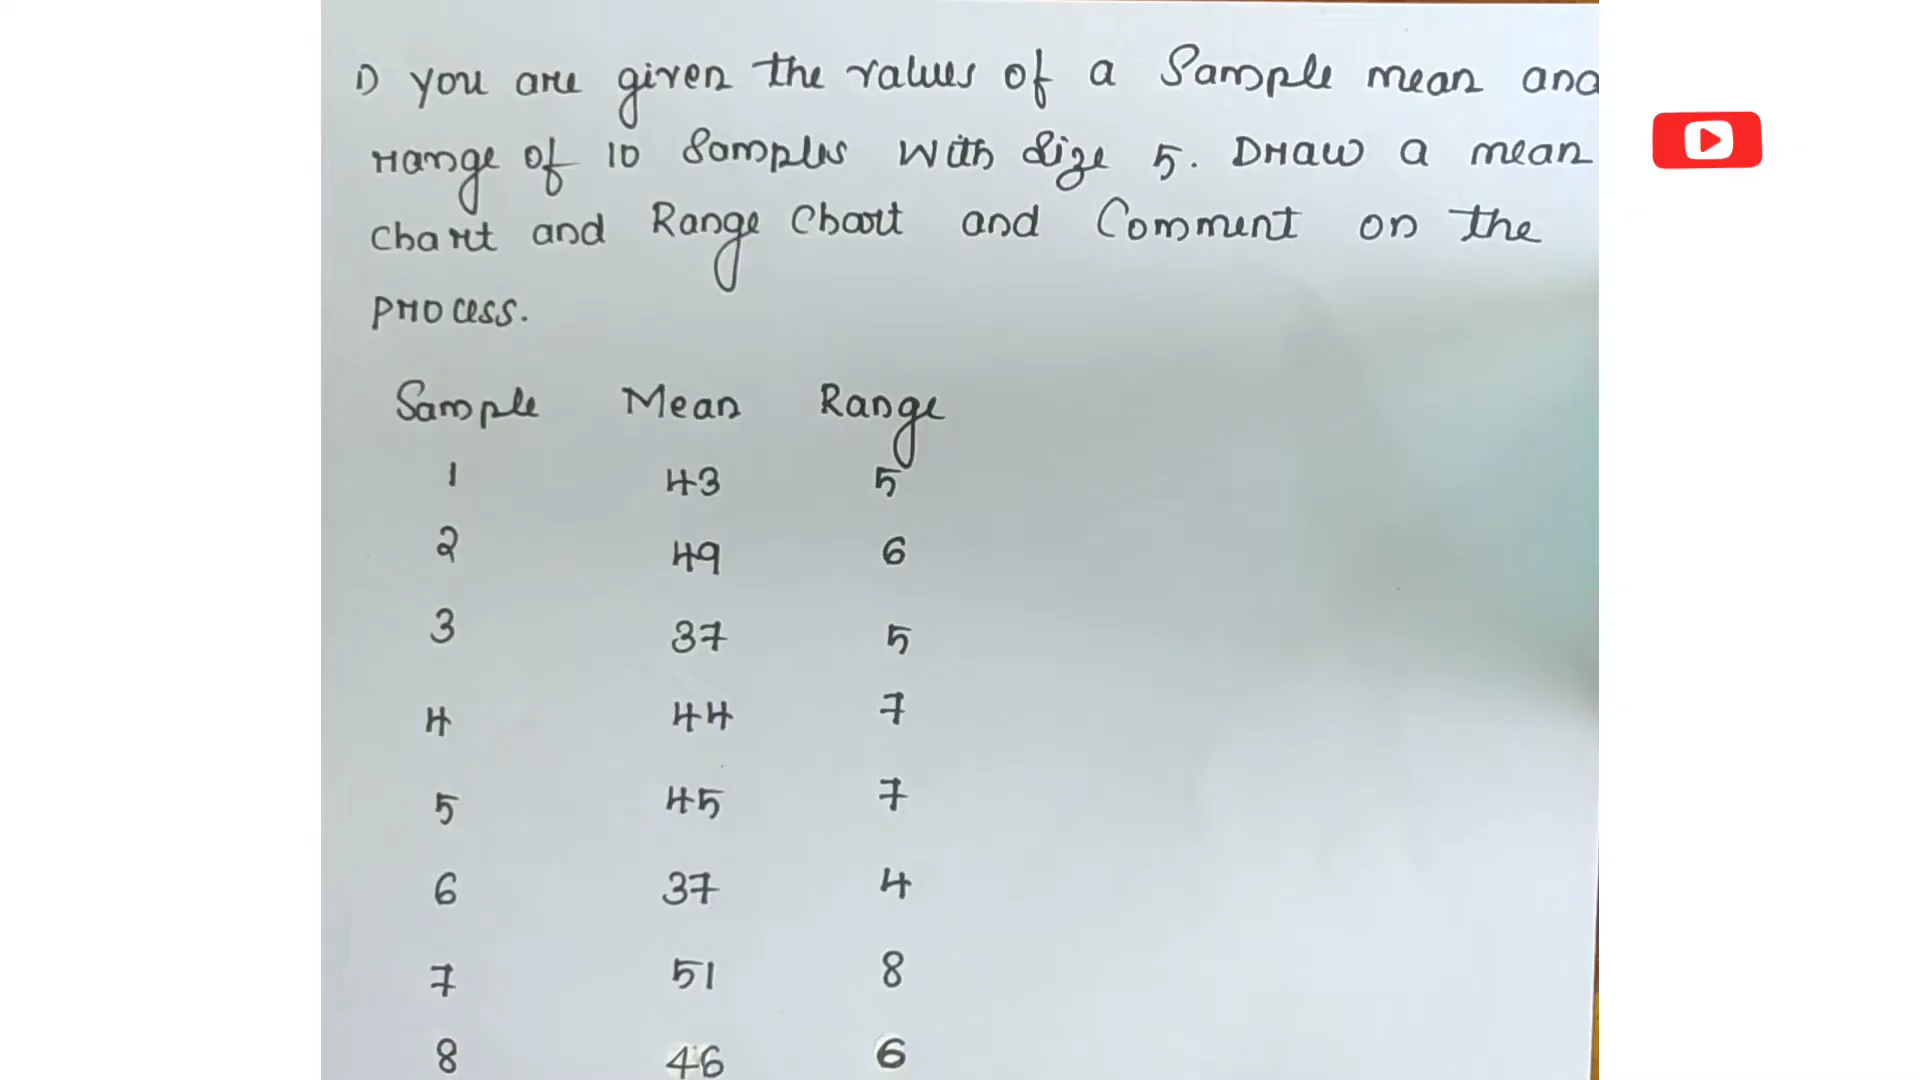 1) you are given the values of a Sample mean and
range of 10 Samples with Size 5. Draw a mean
chart and Range Chart and Comment on the
process.
Sample Mean Range
1 43 5
2 49 6
3 37 5
4 44 7
5 45 7
6 37 4
7 51 8
8 46 6